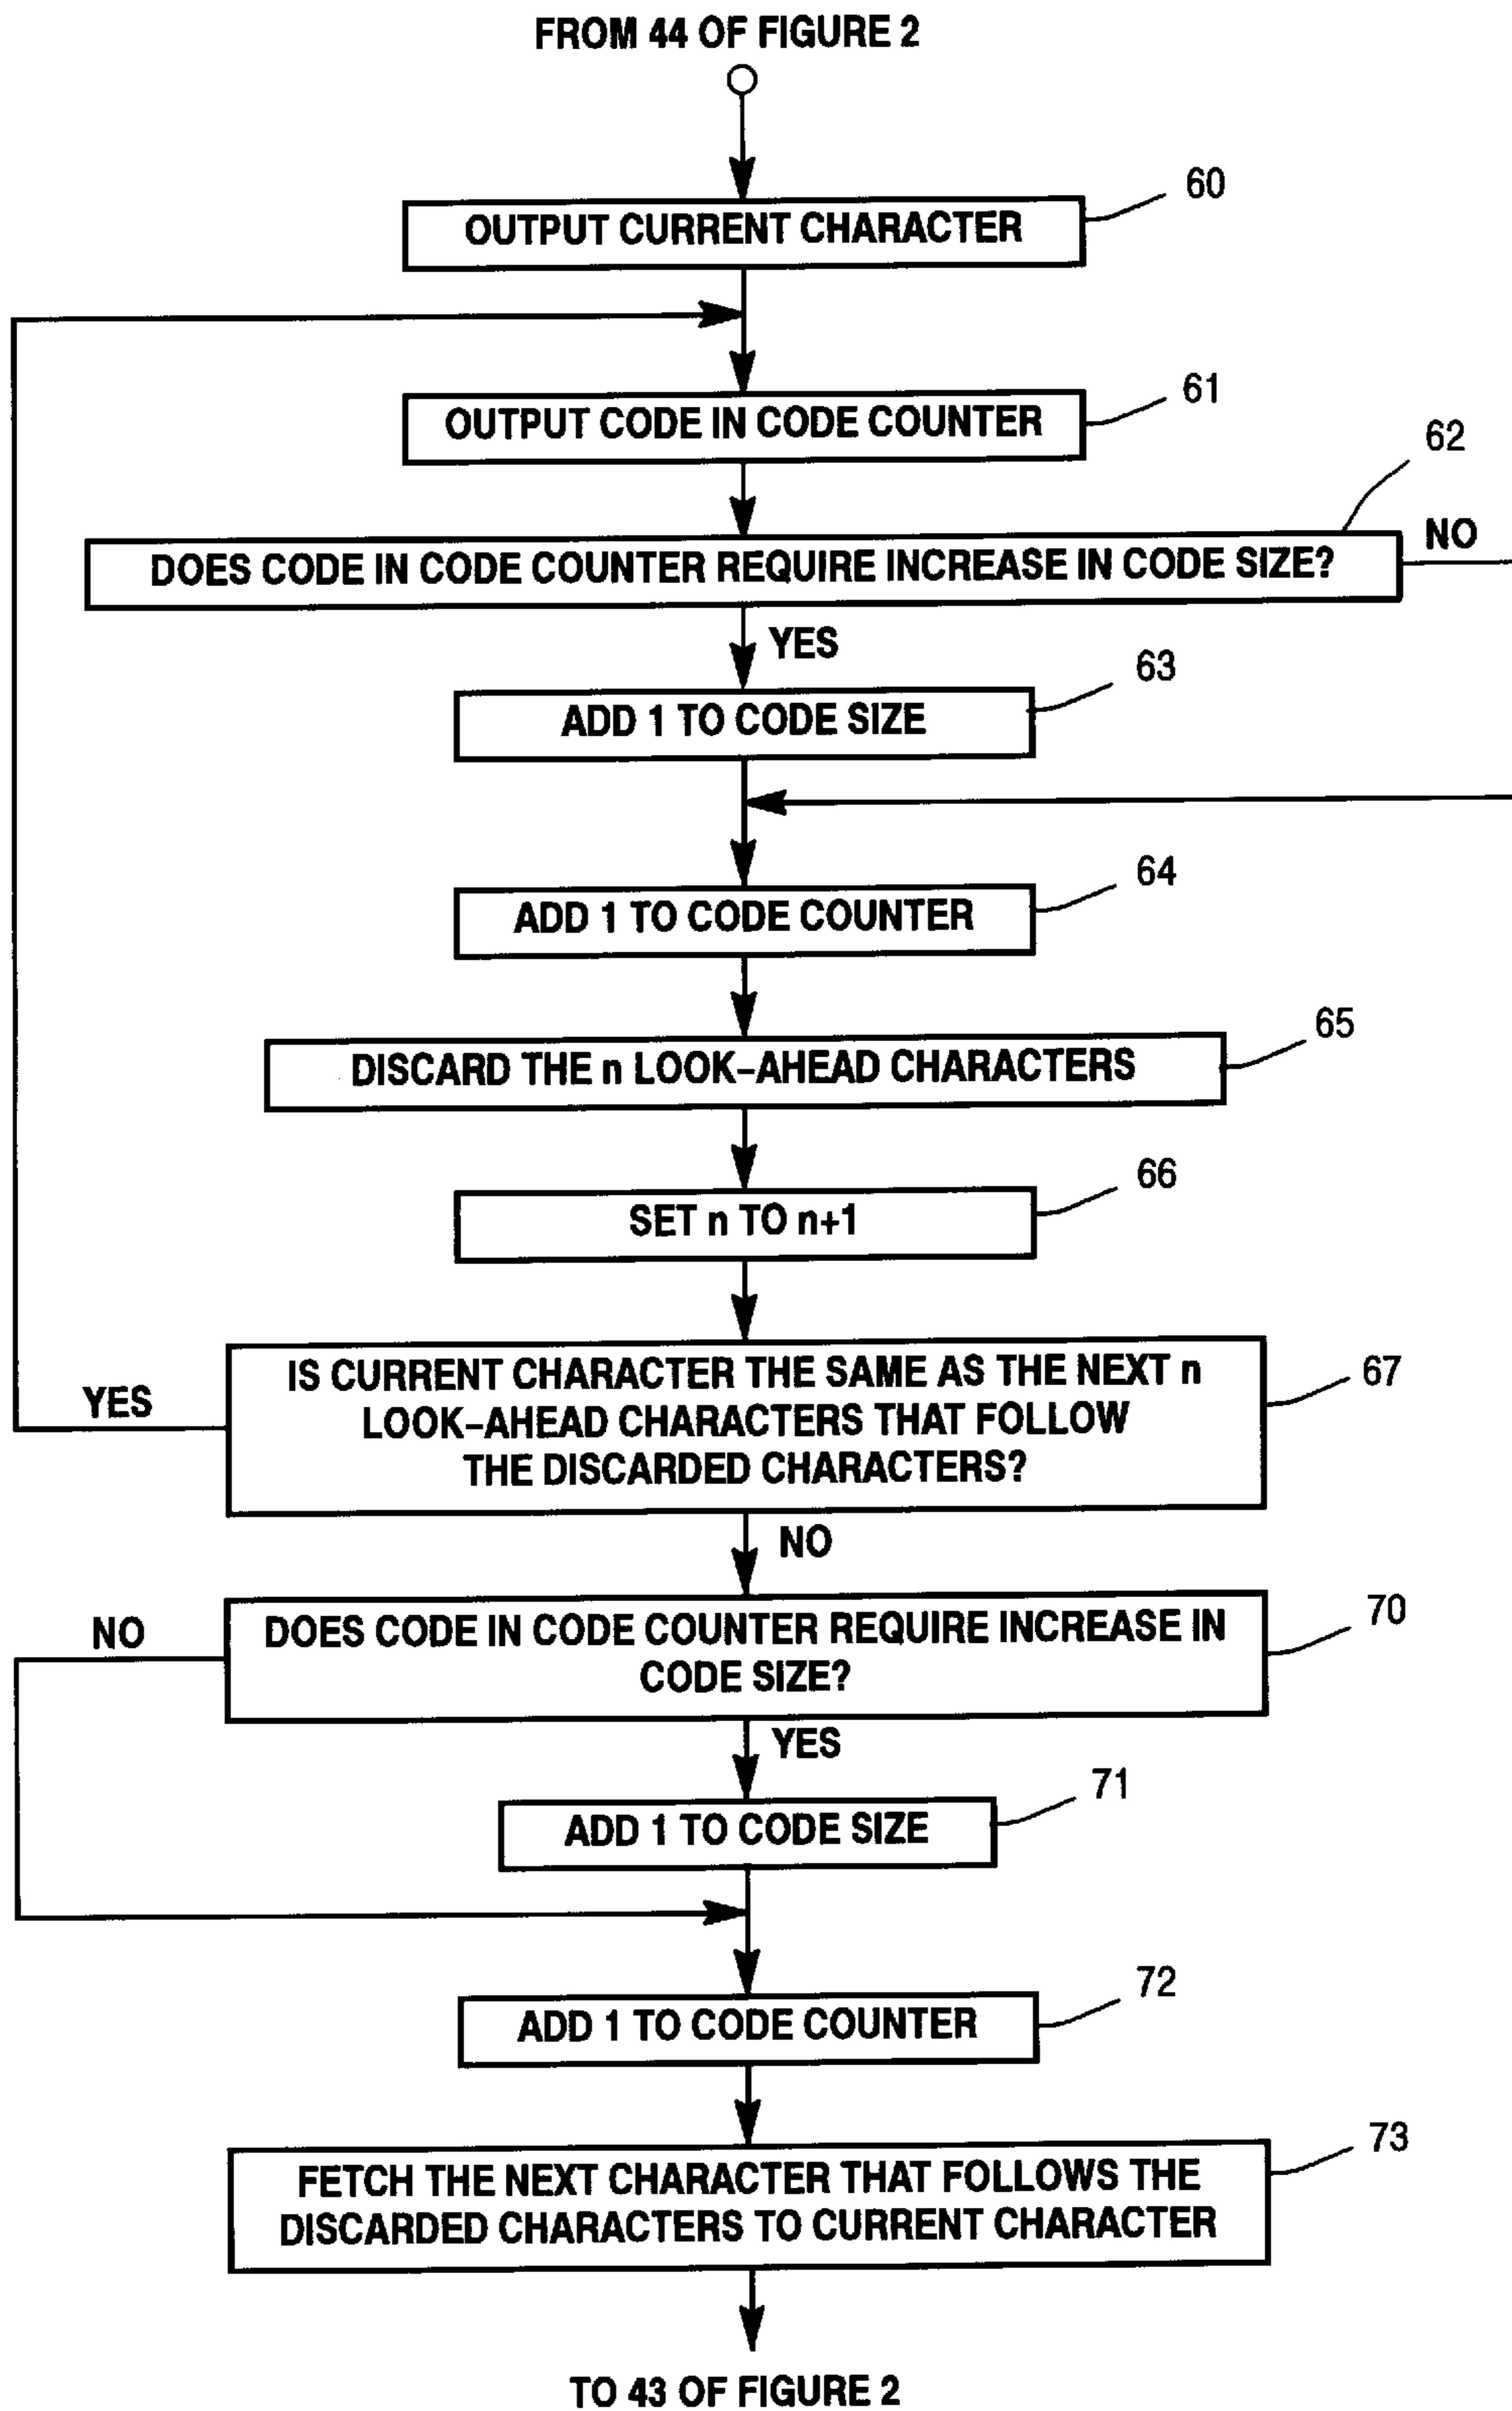 FROM 44 OF FIGURE 2
60
OUTPUT CURRENT CHARACTER
61
OUTPUT CODE IN CODE COUNTER
62
DOES CODE IN CODE COUNTER REQUIRE INCREASE IN CODE SIZE?
NO
YES
63
ADD 1 TO CODE SIZE
64
ADD 1 TO CODE COUNTER
65
DISCARD THE n LOOK-AHEAD CHARACTERS
66
SET n TO n+1
67
IS CURRENT CHARACTER THE SAME AS THE NEXT n
LOOK-AHEAD CHARACTERS THAT FOLLOW
THE DISCARDED CHARACTERS?
YES
NO
70
DOES CODE IN CODE COUNTER REQUIRE INCREASE IN
CODE SIZE?
NO
YES
71
ADD 1 TO CODE SIZE
72
ADD 1 TO CODE COUNTER
73
FETCH THE NEXT CHARACTER THAT FOLLOWS THE
DISCARDED CHARACTERS TO CURRENT CHARACTER
TO 43 OF FIGURE 2